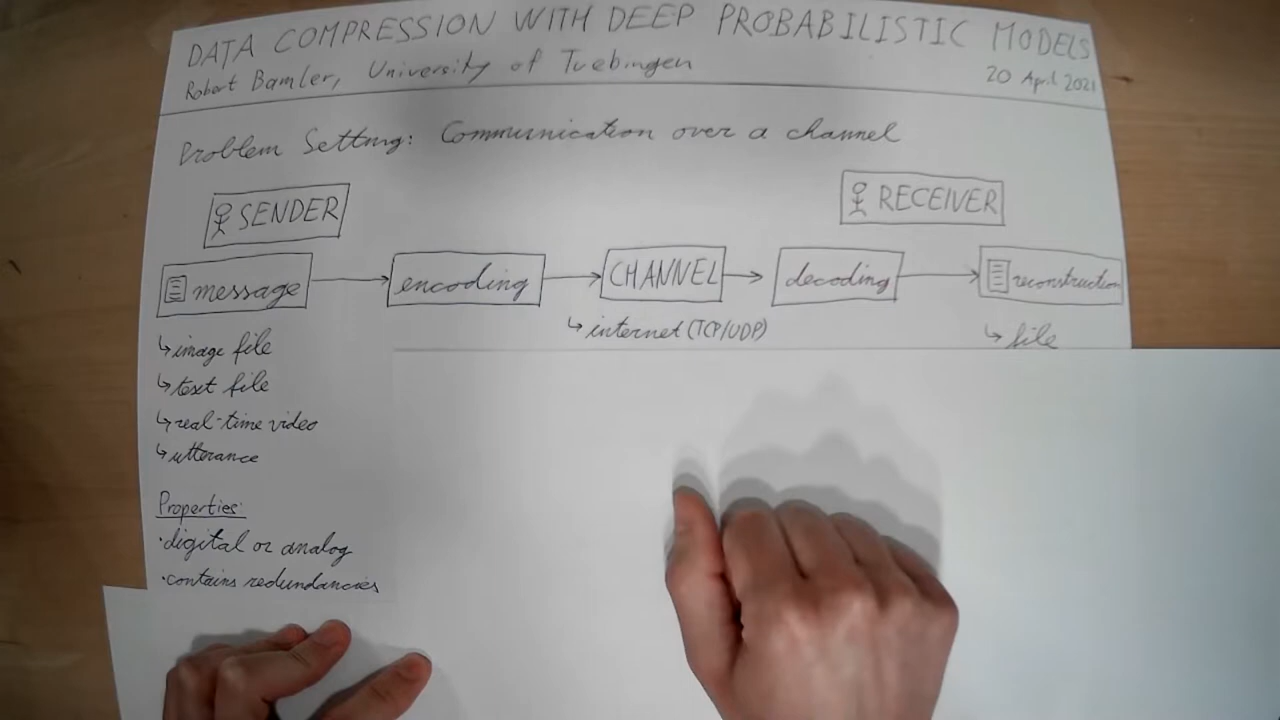 DATA COMPRESSION WITH DEEP PROBABILISTIC MODELS
Robert Bamler, University of Tuebingen
20 April 2021
Problem Setting: Communication over a channel
SENDER
RECEIVER
message → encoding → CHANNEL → decoding → reconstruction
↳ internet (TCP/UDP)
↳ file
↳ image file
↳ text file
↳ real-time video
↳ utterance
Properties:
· digital or analog
· contains redundancies